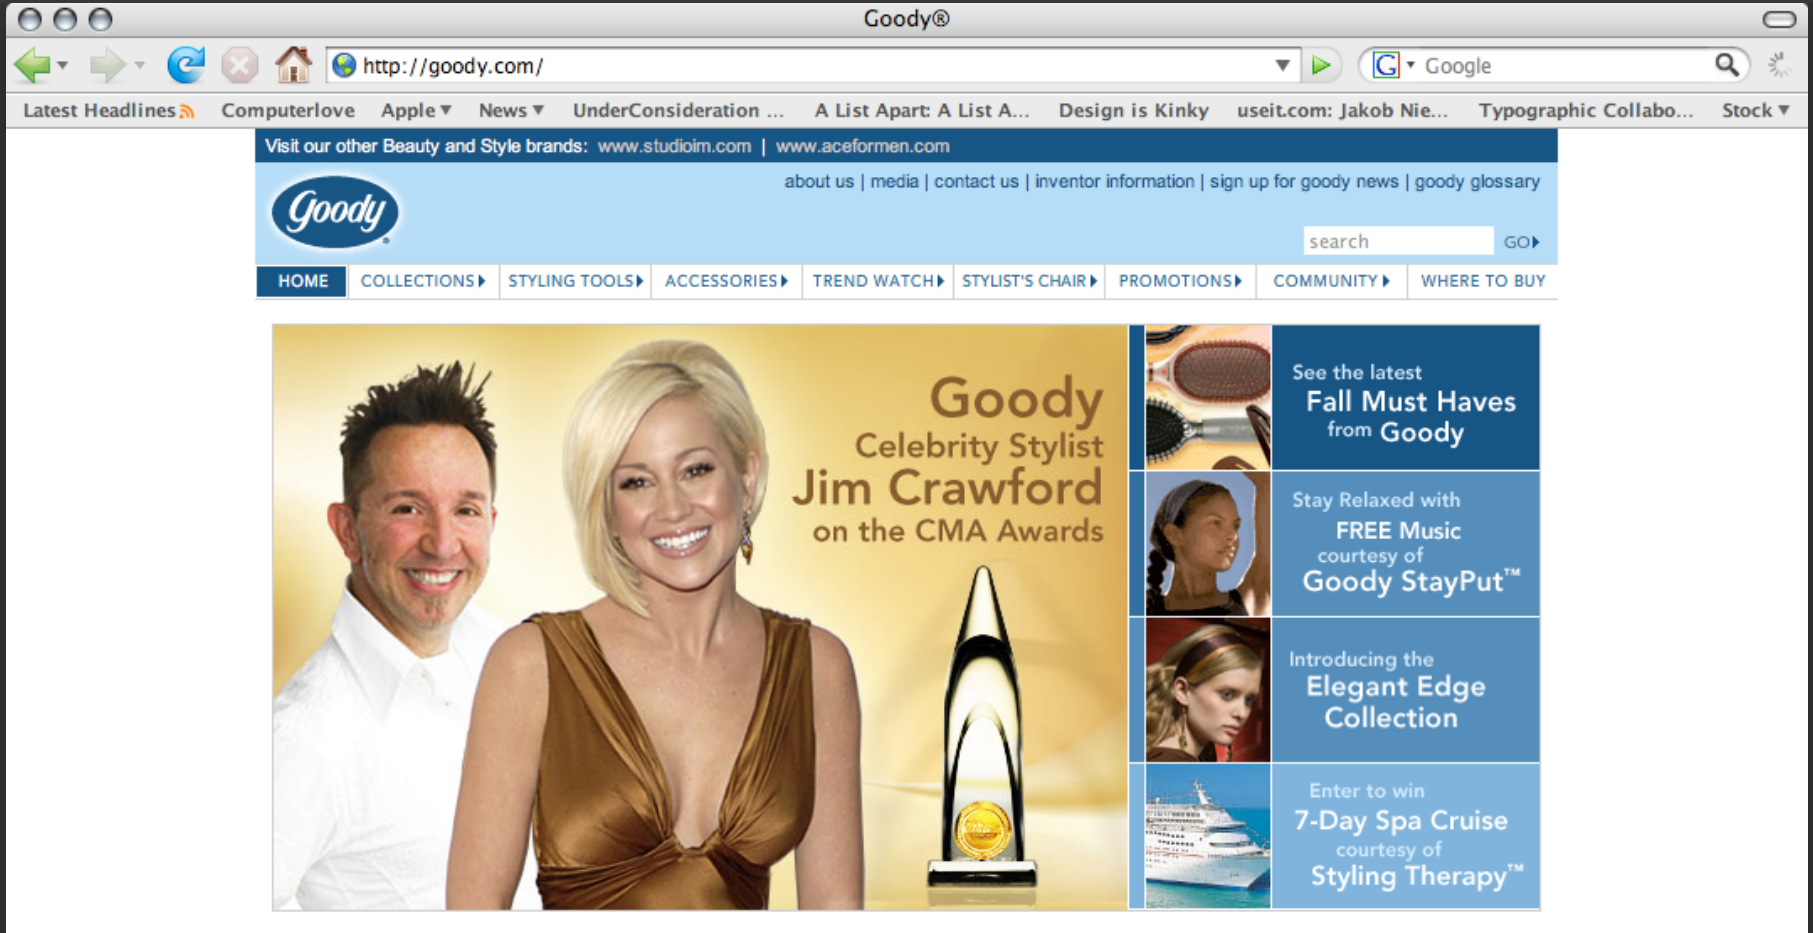 Goody®
http://goody.com/
Google
Latest Headlines
Computerlove
Apple
News
UnderConsideration ...
A List Apart: A List A...
Design is Kinky
useit.com: Jakob Nie...
Typographic Collabo...
Stock
Visit our other Beauty and Style brands: www.studioim.com | www.aceformen.com
about us | media | contact us | inventor information | sign up for goody news | goody glossary
Goody®
search
GO
HOME
COLLECTIONS
STYLING TOOLS
ACCESSORIES
TREND WATCH
STYLIST'S CHAIR
PROMOTIONS
COMMUNITY
WHERE TO BUY
Goody
Celebrity Stylist
Jim Crawford
on the CMA Awards
See the latest
Fall Must Haves
from Goody
Stay Relaxed with
FREE Music
courtesy of
Goody StayPut™
Introducing the
Elegant Edge
Collection
Enter to win
7-Day Spa Cruise
courtesy of
Styling Therapy™